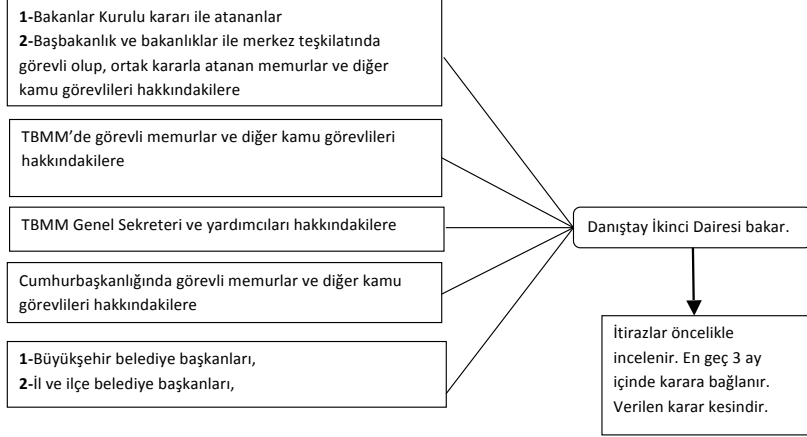 1-Bakanlar Kurulu kararı ile atananlar
2-Başbakanlık ve bakanlıklar ile merkez teşkilatında
görevli olup, ortak kararla atanan memurlar ve diğer
kamu görevlileri hakkındakilere
TBMM’de görevli memurlar ve diğer kamu görevlileri
hakkındakilere
TBMM Genel Sekreteri ve yardımcıları hakkındakilere
Cumhurbaşkanlığında görevli memurlar ve diğer kamu
görevlileri hakkındakilere
1-Büyükşehir belediye başkanları,
2-İl ve ilçe belediye başkanları,
Danıştay İkinci Dairesi bakar.
İtirazlar öncelikle
incelenir. En geç 3 ay
içinde karara bağlanır.
Verilen karar kesindir.